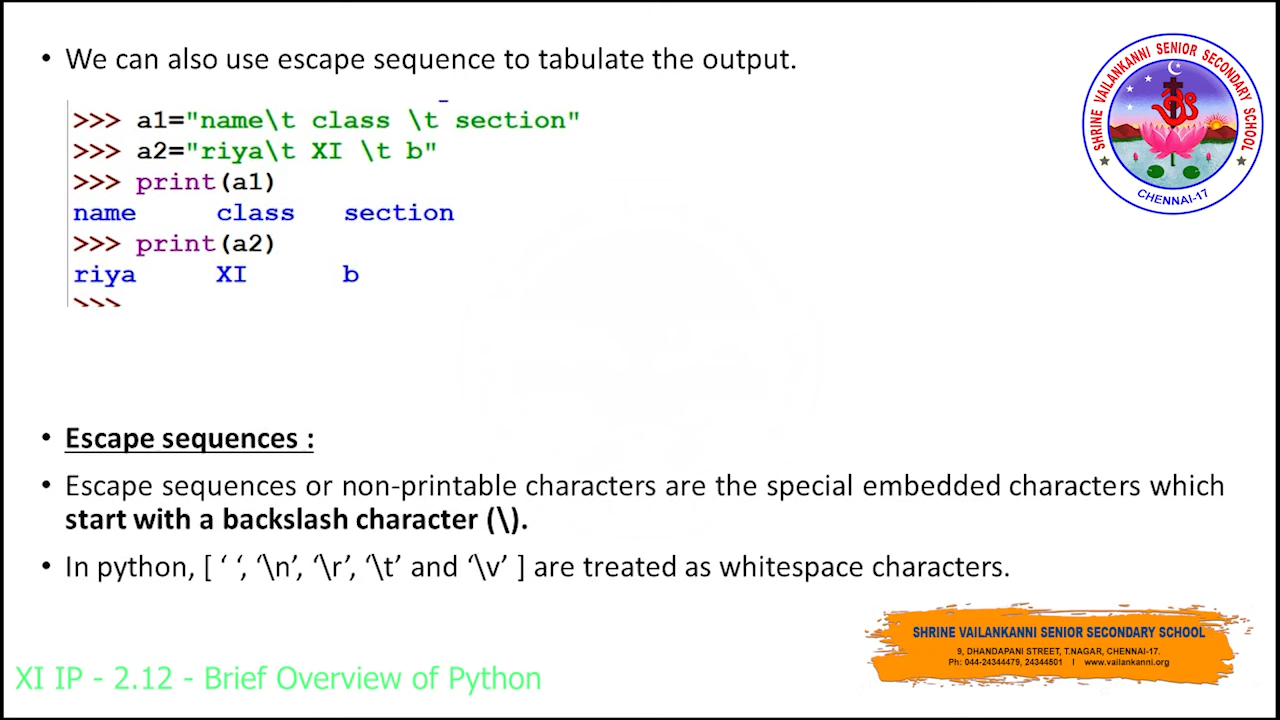 • We can also use escape sequence to tabulate the output.
>>> a1="name\t class \t section"
>>> a2="riya\t XI \t b"
>>> print(a1)
name class section
>>> print(a2)
riya XI b
>>>
• Escape sequences :
• Escape sequences or non-printable characters are the special embedded characters which
start with a backslash character (\).
• In python, [ ‘ ‘, ‘\n’, ‘\r’, ‘\t’ and ‘\v’ ] are treated as whitespace characters.
SHRINE VAILANKANNI SENIOR SECONDARY SCHOOL
CHENNAI-17
SHRINE VAILANKANNI SENIOR SECONDARY SCHOOL
9, DHANDAPANI STREET, T.NAGAR, CHENNAI-17.
Ph: 044-24344479, 24344501 I www.vailankanni.org
XI IP - 2.12 - Brief Overview of Python